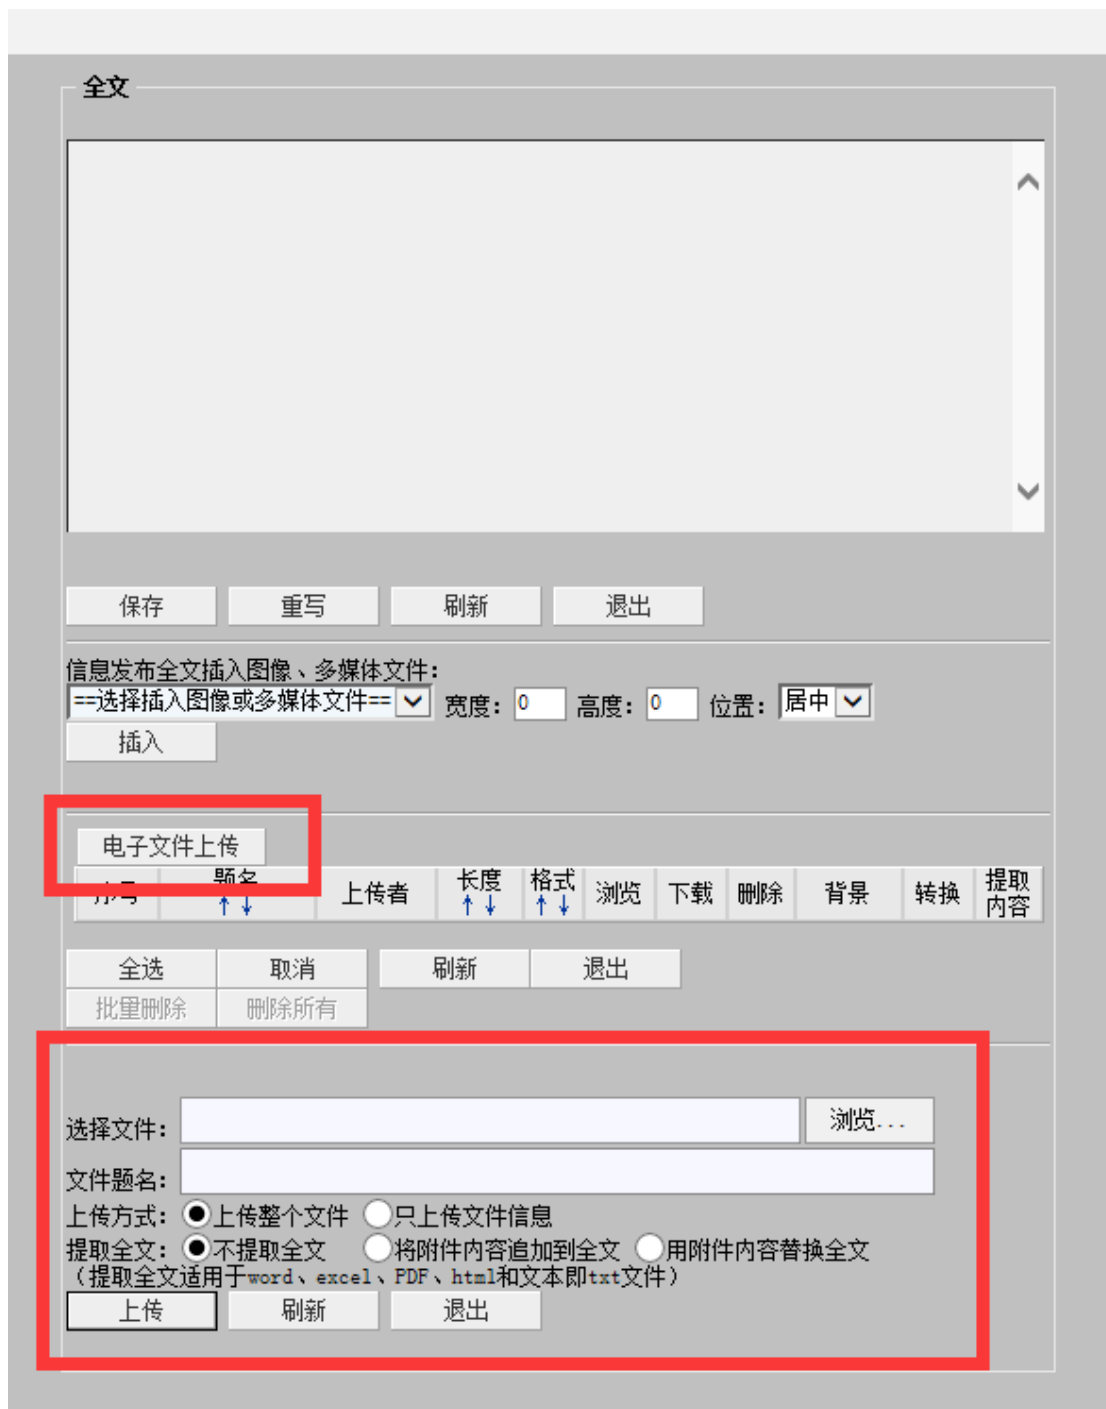 全文
保存 重写 刷新 退出
信息发布全文插入图像、多媒体文件：
==选择插入图像或多媒体文件== 宽度：0 高度：0 位置：居中
插入
电子文件上传
序号 题名↑↓ 上传者 长度↑↓ 格式↑↓ 浏览 下载 删除 背景 转换 提取内容
全选 取消 刷新 退出
批量删除 删除所有
选择文件： 浏览...
文件题名：
上传方式： 上传整个文件 只上传文件信息
提取全文： 不提取全文 将附件内容追加到全文 用附件内容替换全文
（提取全文适用于word、excel、PDF、html和文本即txt文件）
上传 刷新 退出